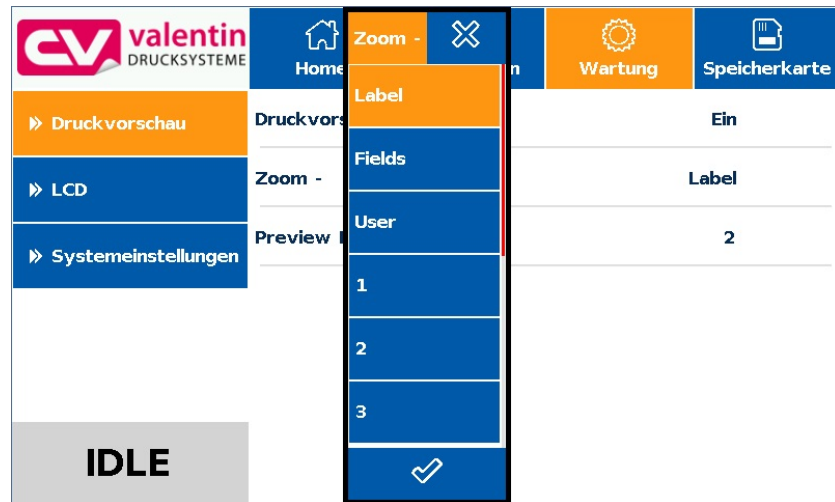 valentin
DRUCKSYSTEME
Home
Zoom -
n
Wartung
Speicherkarte
Druckvorschau
LCD
Systemeinstellungen
IDLE
Druckvors
Ein
Zoom -
Label
Preview
2
Label
Fields
User
1
2
3